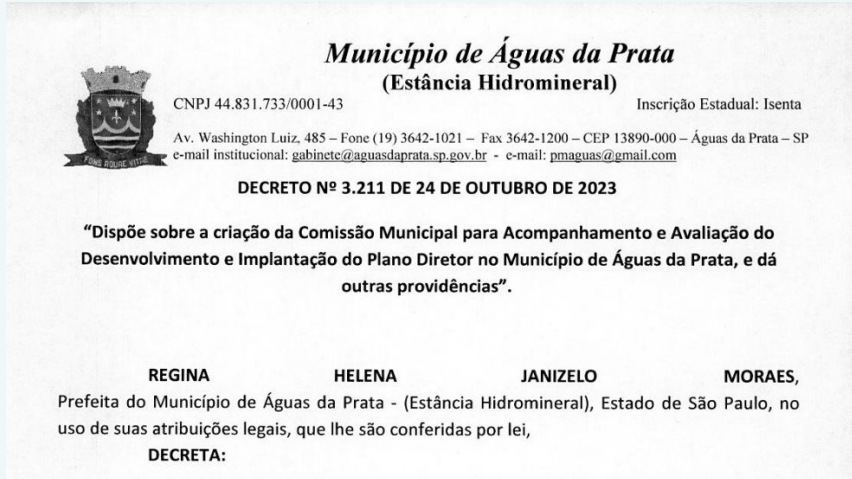 Município de Águas da Prata
(Estância Hidromineral)
CNPJ 44.831.733/0001-43 Inscrição Estadual: Isenta
Av. Washington Luiz, 485 – Fone (19) 3642-1021 – Fax 3642-1200 – CEP 13890-000 – Águas da Prata – SP
e-mail institucional: gabinete@aguasdaprata.sp.gov.br - e-mail: pmaguas@gmail.com
DECRETO Nº 3.211 DE 24 DE OUTUBRO DE 2023
“Dispõe sobre a criação da Comissão Municipal para Acompanhamento e Avaliação do
Desenvolvimento e Implantação do Plano Diretor no Município de Águas da Prata, e dá
outras providências”.
REGINA HELENA JANIZELO MORAES,
Prefeita do Município de Águas da Prata - (Estância Hidromineral), Estado de São Paulo, no
uso de suas atribuições legais, que lhe são conferidas por lei,
DECRETA: